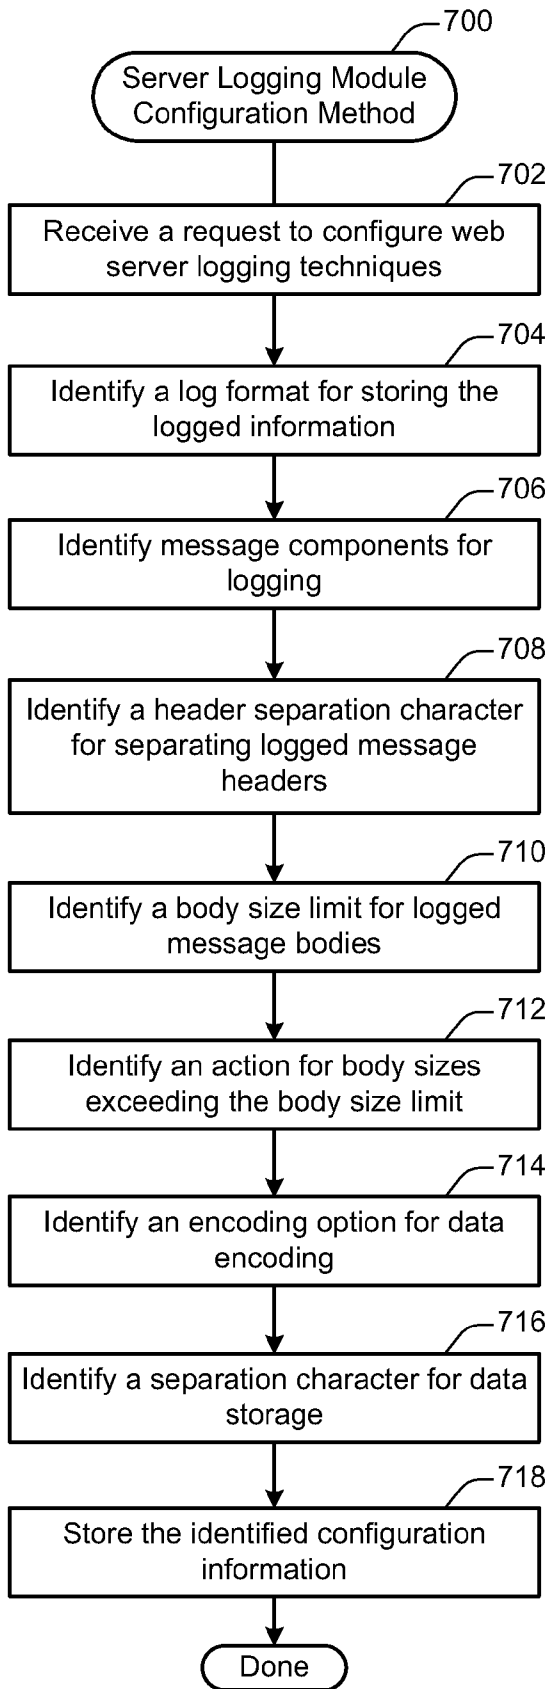 700
Server Logging Module
Configuration Method
702
Receive a request to configure web
server logging techniques
704
Identify a log format for storing the
logged information
706
Identify message components for
logging
708
Identify a header separation character
for separating logged message
headers
710
Identify a body size limit for logged
message bodies
712
Identify an action for body sizes
exceeding the body size limit
714
Identify an encoding option for data
encoding
716
Identify a separation character for data
storage
718
Store the identified configuration
information
Done